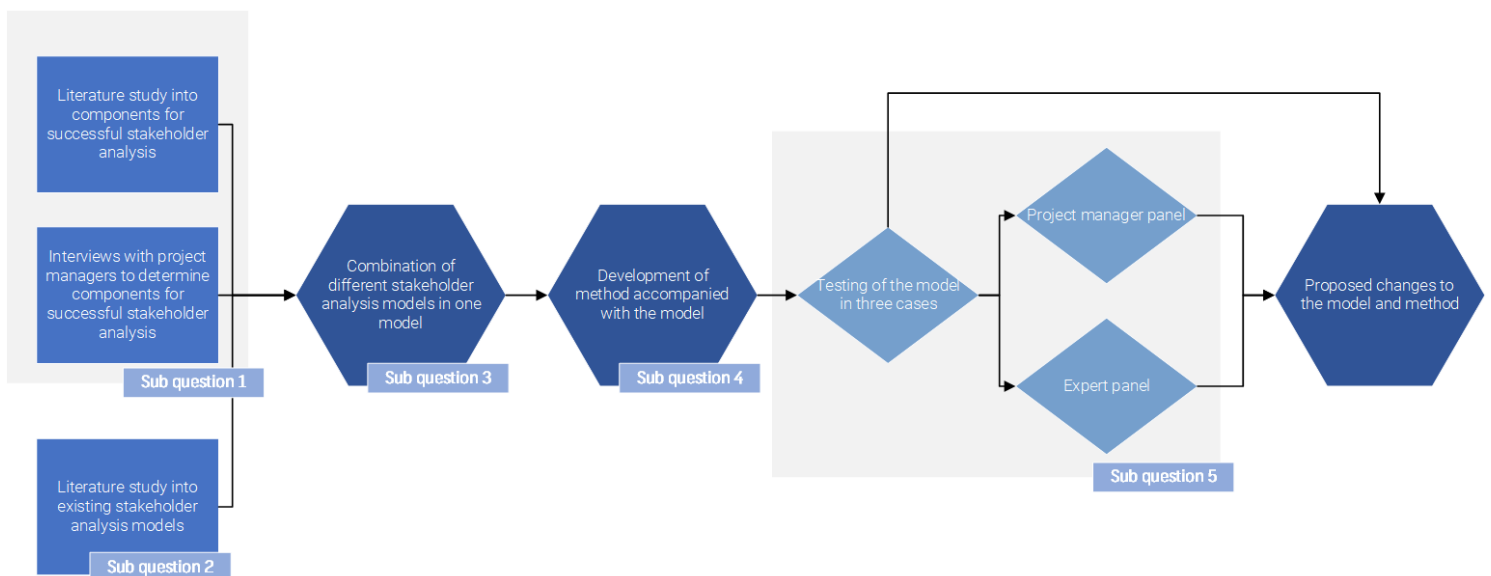 Literature study into
components for
successful stakeholder
analysis
Interviews with project
managers to determine
components for
successful stakeholder
analysis
Sub question 1
Literature study into
existing stakeholder
analysis models
Sub question 2
Combination of
different stakeholder
analysis models in one
model
Sub question 3
Development of
method accompanied
with the model
Sub question 4
Testing of the model
in three cases
Project manager panel
Expert panel
Sub question 5
Proposed changes to
the model and method